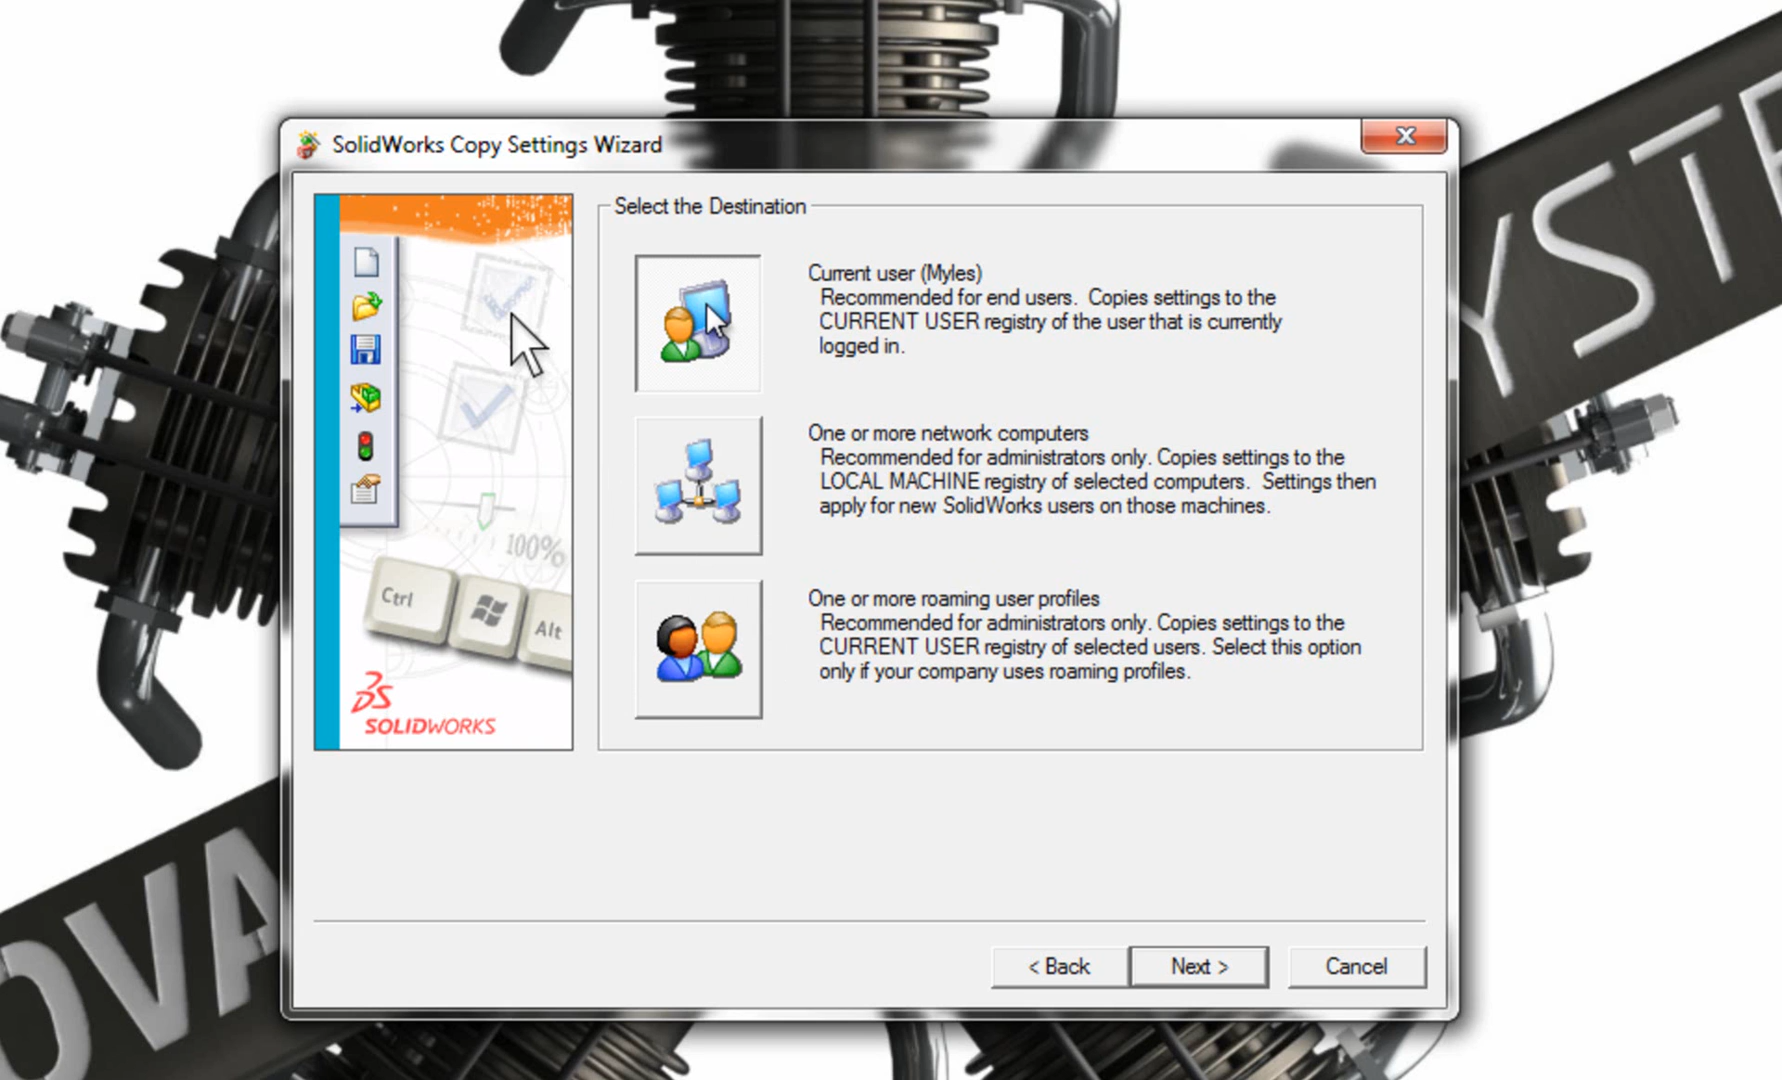 SolidWorks Copy Settings Wizard
X
Select the Destination
Current user (Myles)
Recommended for end users. Copies settings to the
CURRENT USER registry of the user that is currently
logged in.
One or more network computers
Recommended for administrators only. Copies settings to the
LOCAL MACHINE registry of selected computers. Settings then
apply for new SolidWorks users on those machines.
One or more roaming user profiles
Recommended for administrators only. Copies settings to the
CURRENT USER registry of selected users. Select this option
only if your company uses roaming profiles.
100%
Ctrl
Alt
DS
SOLIDWORKS
< Back
Next >
Cancel
YSTE
OVA